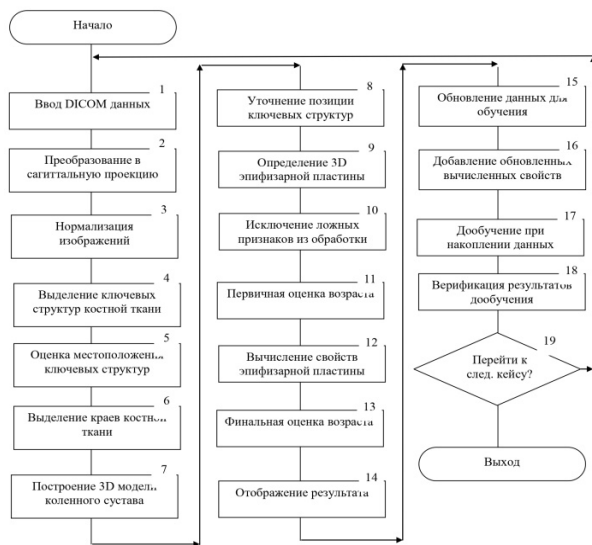 Начало
1
Ввод DICOM данных
2
Преобразование в
сагиттальную проекцию
3
Нормализация
изображений
4
Выделение ключевых
структур костной ткани
5
Оценка местоположения
ключевых структур
6
Выделение краев костной
ткани
7
Построение 3D модели
коленного сустава
8
Уточнение позиции
ключевых структур
9
Определение 3D
эпифизарной пластины
10
Исключение ложных
признаков из обработки
11
Первичная оценка возраста
12
Вычисление свойств
эпифизарной пластины
13
Финальная оценка возраста
14
Отображение результата
15
Обновление данных для
обучения
16
Добавление обновленных
вычисленных свойств
17
Дообучение при
накоплении данных
18
Верификация результатов
дообучения
19
Перейти к
след. кейсу?
Выход